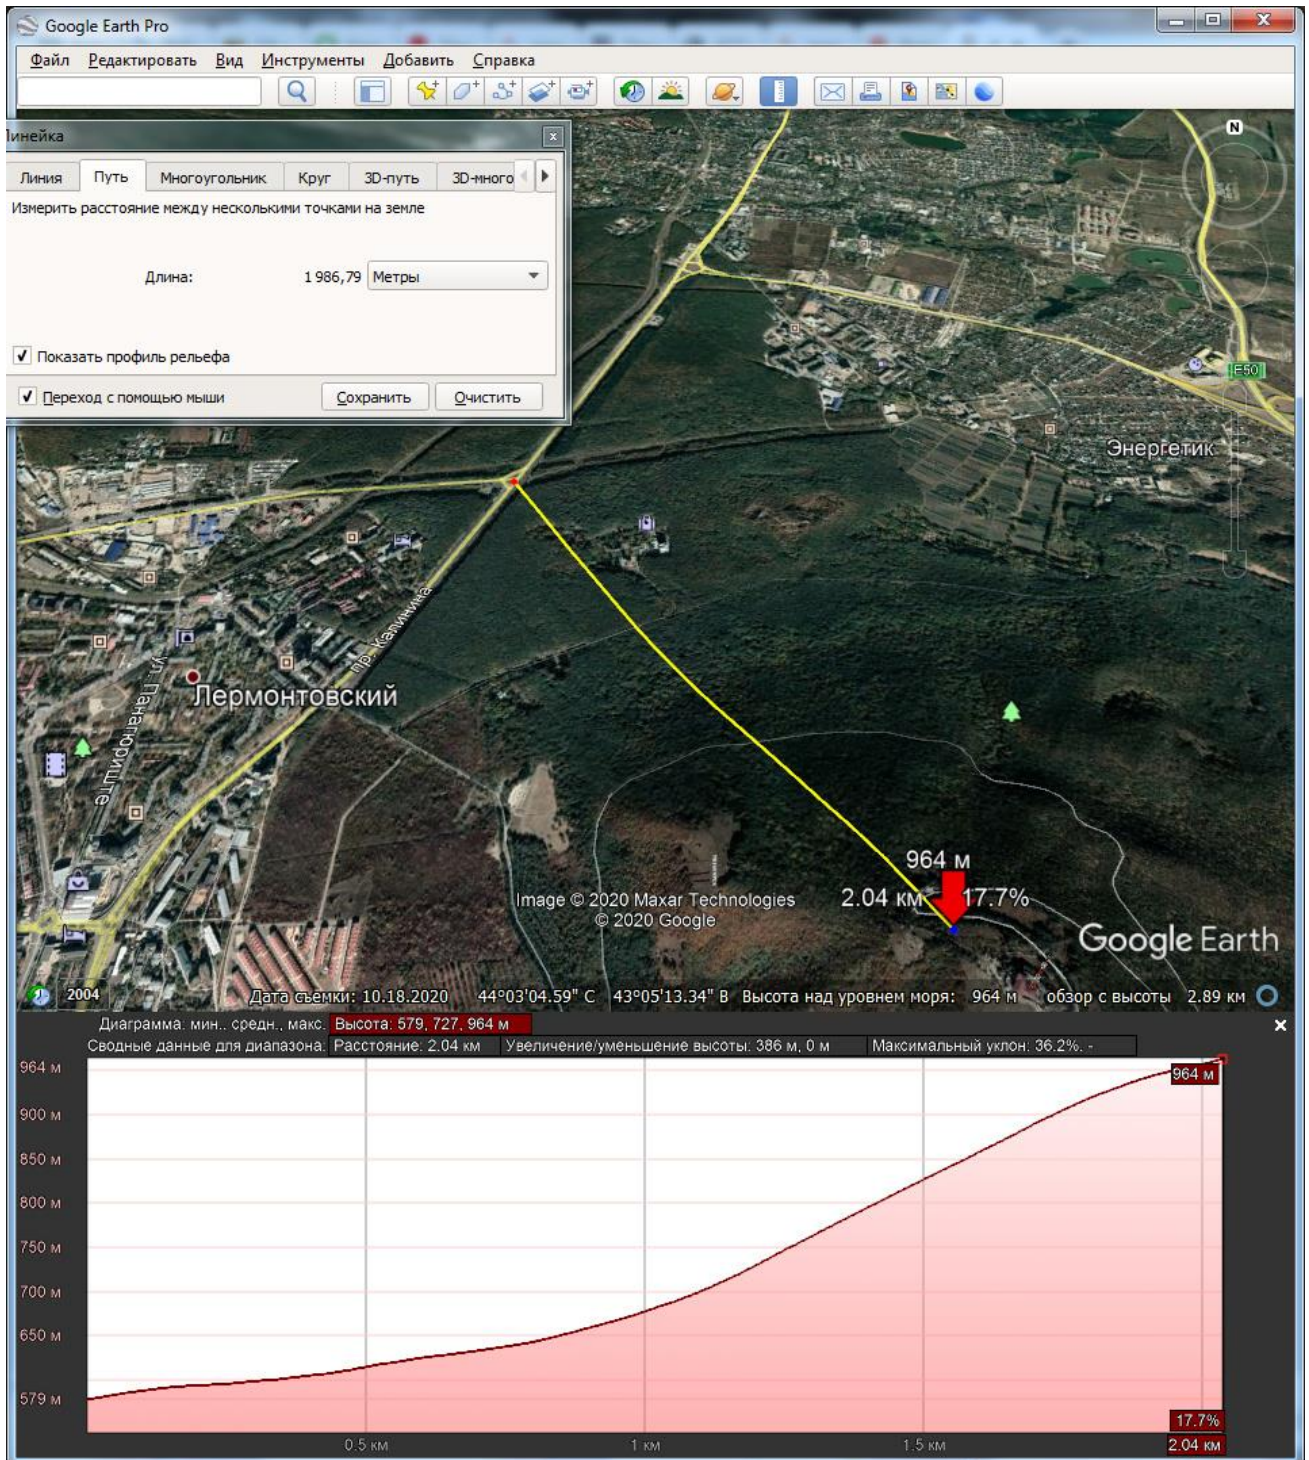 Google Earth Pro
Файл Редактировать Вид Инструменты Добавить Справка
Линейка
Линия Путь Многоугольник Круг 3D-путь 3D-много
Измерить расстояние между несколькими точками на земле
Длина: 1 986,79 Метры
Показать профиль рельефа
Переход с помощью мыши Сохранить Очистить
N
E50
Энергетик
пр. Калинина
ул. Панагюриште
Лермонтовский
964 м
2.04 км 17.7%
Image © 2020 Maxar Technologies
© 2020 Google
Google Earth
2004 Дата съемки: 10.18.2020 44°03'04.59" С 43°05'13.34" В Высота над уровнем моря: 964 м обзор с высоты 2.89 км
Диаграмма: мин., средн., макс. Высота: 579, 727, 964 м
Сводные данные для диапазона: Расстояние: 2.04 км Увеличение/уменьшение высоты: 386 м, 0 м Максимальный уклон: 36.2%. -
964 м
964 м
900 м
850 м
800 м
750 м
700 м
650 м
579 м
17.7%
0.5 км 1 км 1.5 км 2.04 км